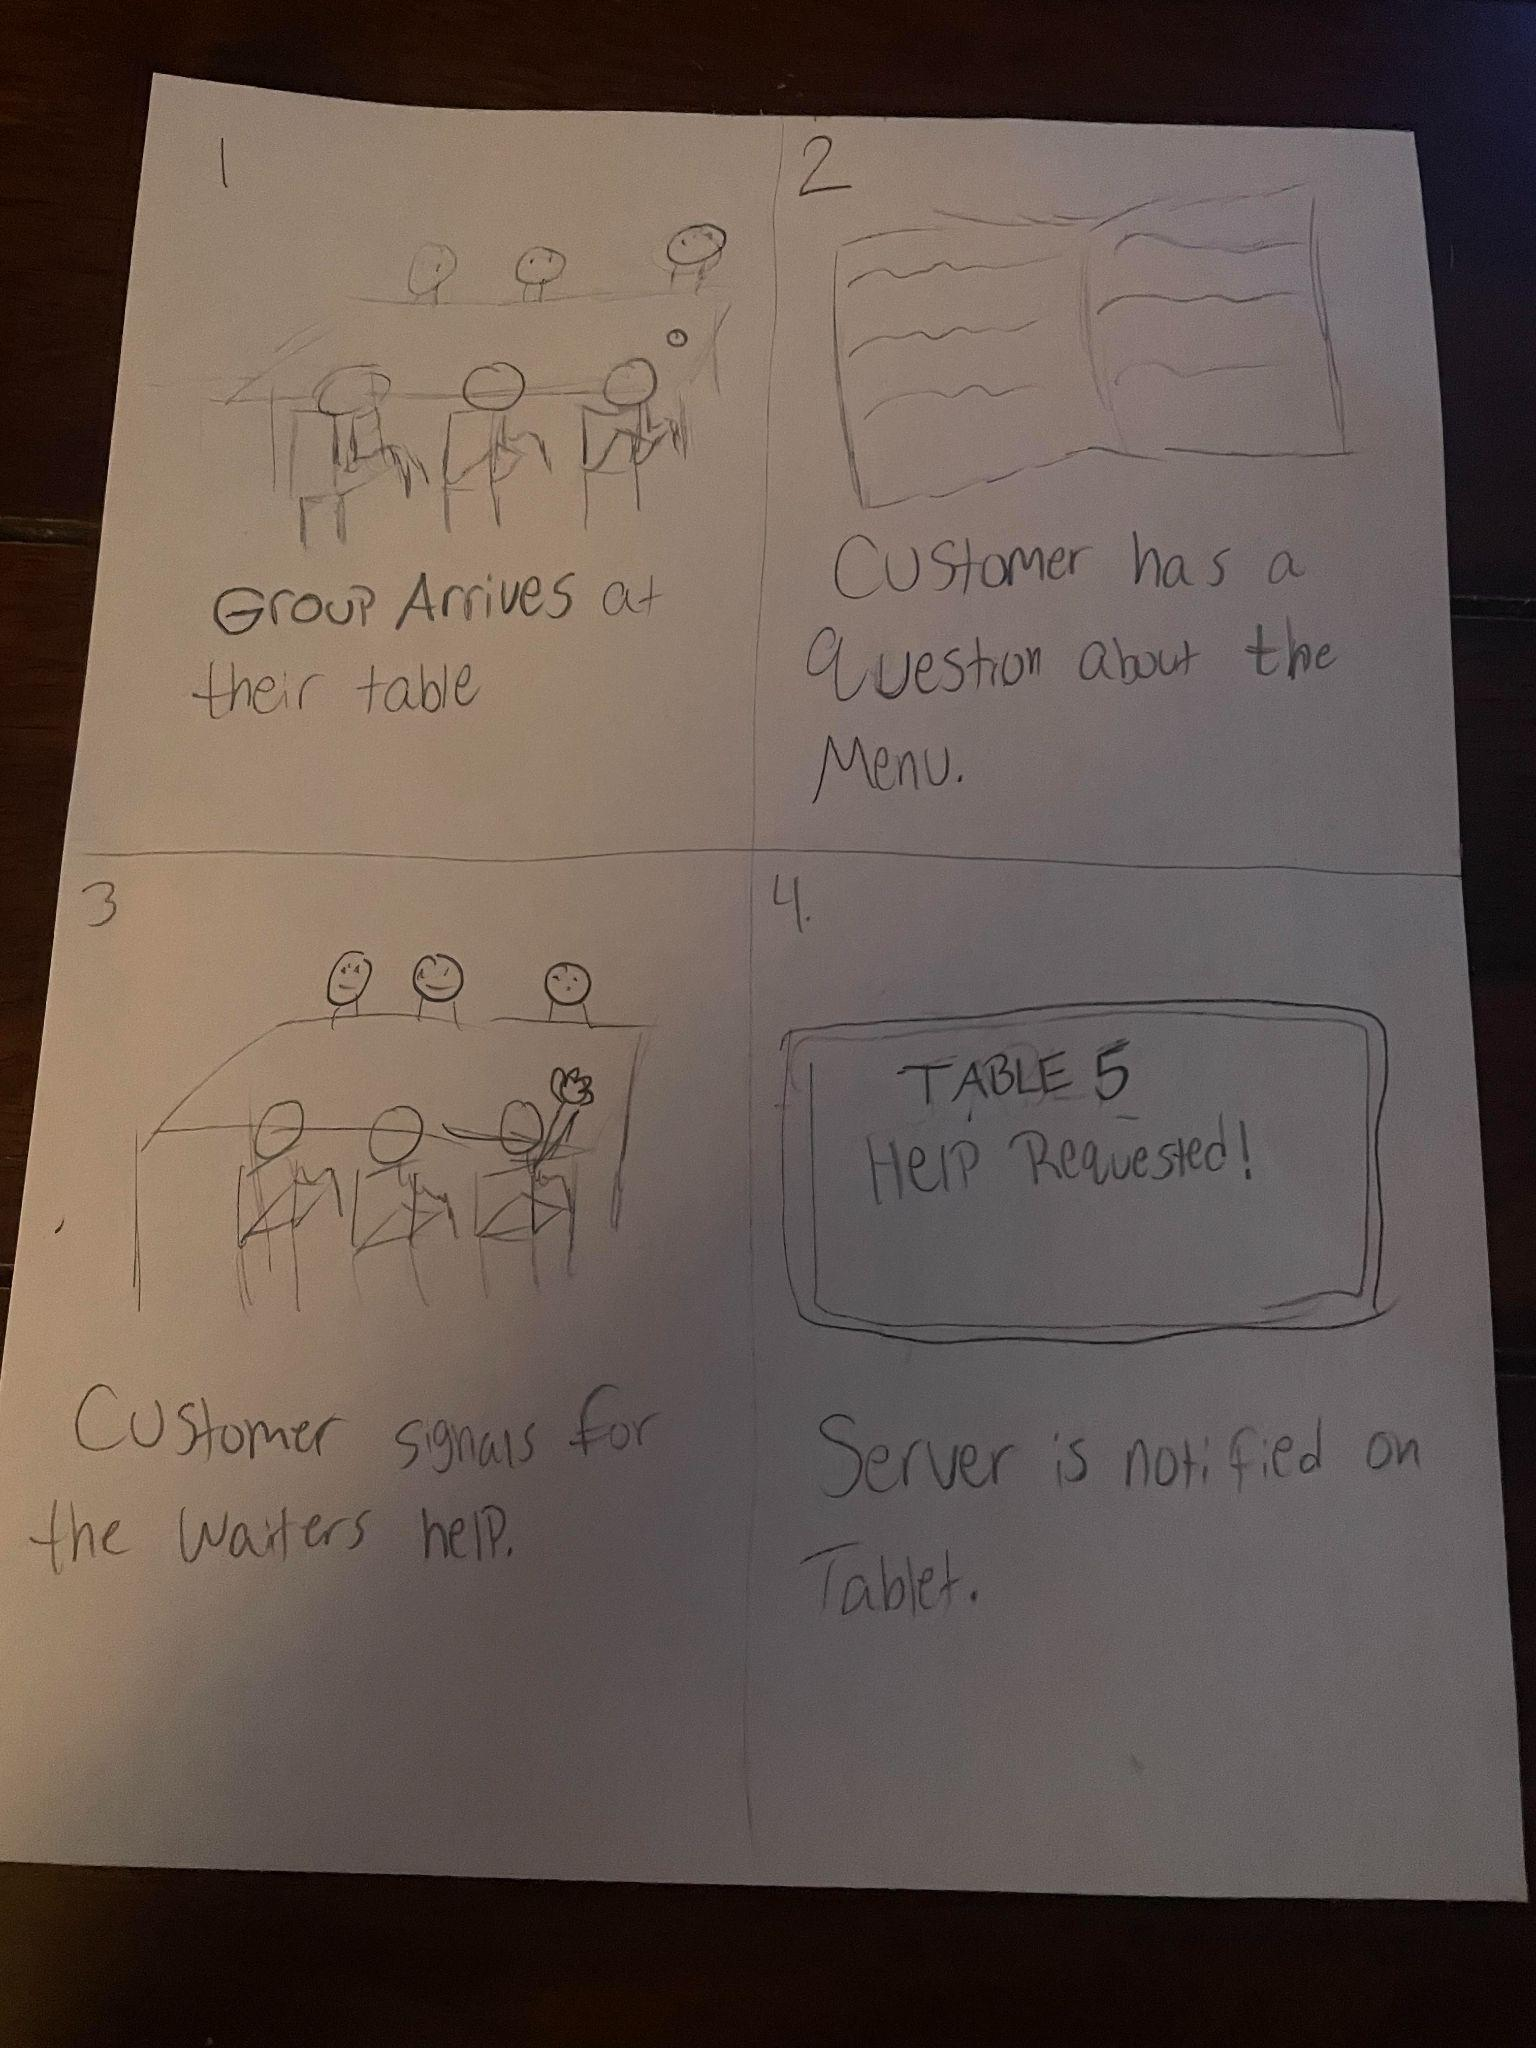 1
Group Arrives at
their table
2
Customer has a
question about the
Menu.
3
Customer signals for
the waiters help.
4.
TABLE 5
Help Requested!
Server is notified on
Tablet.